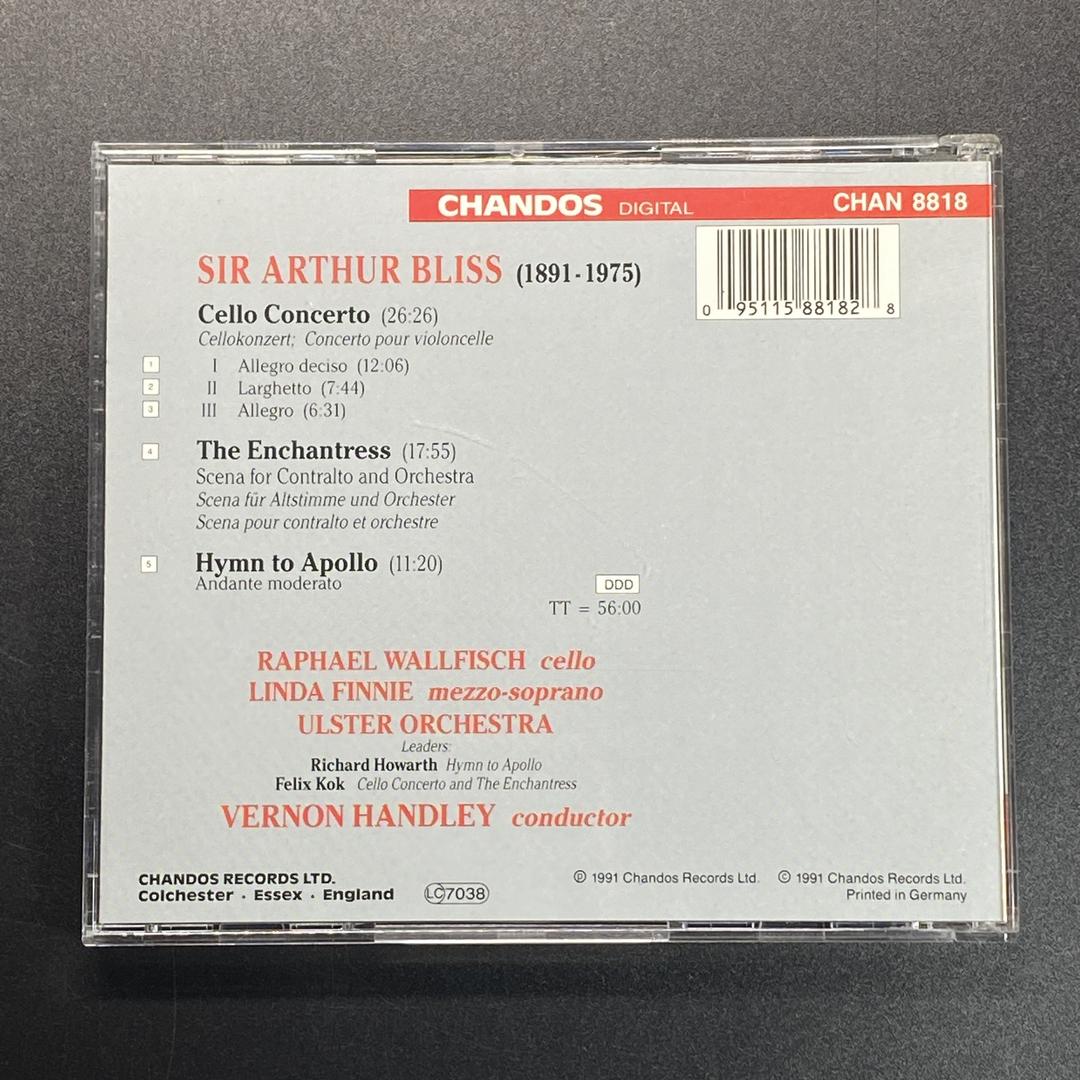 CHANDOS DIGITAL CHAN 8818
0 95115 88182 8
SIR ARTHUR BLISS (1891-1975)
Cello Concerto (26:26)
Cellokonzert; Concerto pour violoncelle
1 I Allegro deciso (12:06)
2 II Larghetto (7:44)
3 III Allegro (6:31)
4 The Enchantress (17:55)
Scena for Contralto and Orchestra
Scena für Altstimme und Orchester
Scena pour contralto et orchestre
5 Hymn to Apollo (11:20)
Andante moderato
DDD
TT = 56:00
RAPHAEL WALLFISCH cello
LINDA FINNIE mezzo-soprano
ULSTER ORCHESTRA
Leaders:
Richard Howarth Hymn to Apollo
Felix Kok Cello Concerto and The Enchantress
VERNON HANDLEY conductor
CHANDOS RECORDS LTD.
Colchester · Essex · England
LC 7038
℗ 1991 Chandos Records Ltd. © 1991 Chandos Records Ltd.
Printed in Germany